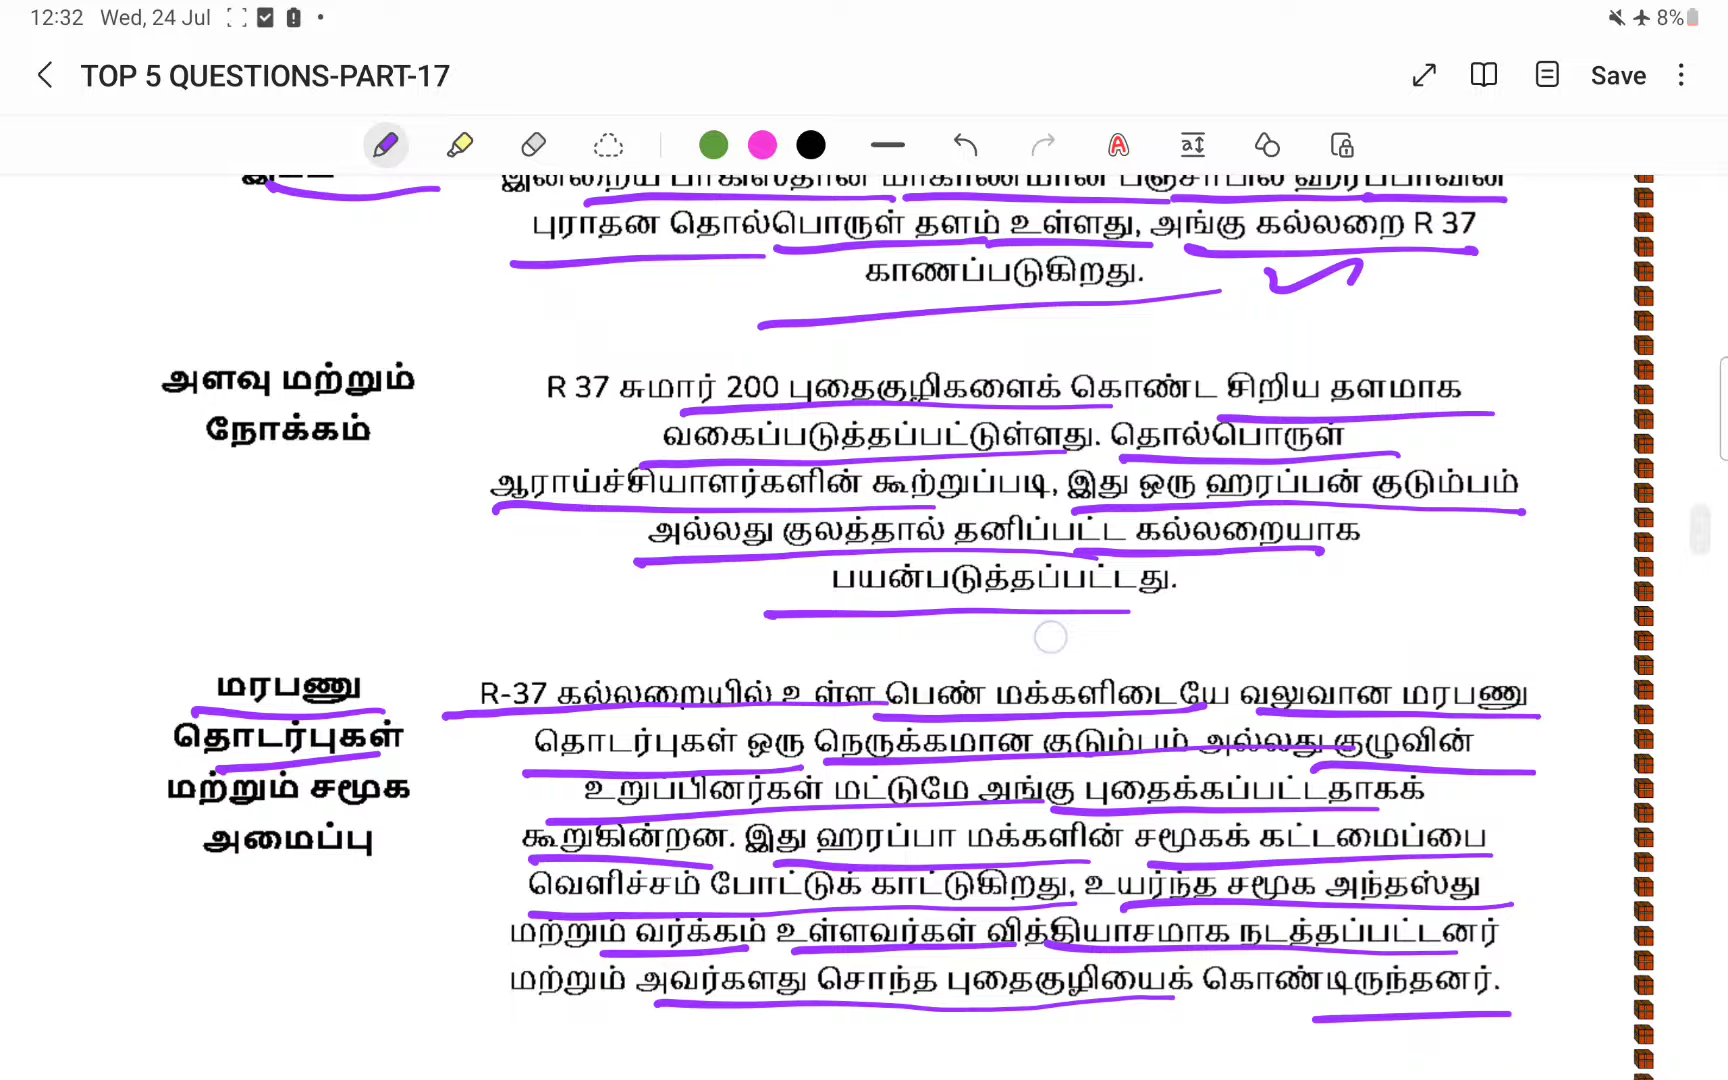 12:32 Wed, 24 Jul
8%
TOP 5 QUESTIONS-PART-17
Save
இன்றைய பாகிஸ்தான் மாகாணமான பஞ்சாபில் ஹரப்பாவின்
புராதன தொல்பொருள் தளம் உள்ளது, அங்கு கல்லறை R 37
காணப்படுகிறது.
அளவு மற்றும்
நோக்கம்
R 37 சுமார் 200 புதைகுழிகளைக் கொண்ட சிறிய தளமாக
வகைப்படுத்தப்பட்டுள்ளது. தொல்பொருள்
ஆராய்ச்சியாளர்களின் கூற்றுப்படி, இது ஒரு ஹரப்பன் குடும்பம்
அல்லது குலத்தால் தனிப்பட்ட கல்லறையாக
பயன்படுத்தப்பட்டது.
மரபணு
தொடர்புகள்
மற்றும் சமூக
அமைப்பு
R-37 கல்லறையில் உள்ள பெண் மக்களிடையே வலுவான மரபணு
தொடர்புகள் ஒரு நெருக்கமான குடும்பம் அல்லது குழுவின்
உறுப்பினர்கள் மட்டுமே அங்கு புதைக்கப்பட்டதாகக்
கூறுகின்றன. இது ஹரப்பா மக்களின் சமூகக் கட்டமைப்பை
வெளிச்சம் போட்டுக் காட்டுகிறது, உயர்ந்த சமூக அந்தஸ்து
மற்றும் வர்க்கம் உள்ளவர்கள் வித்தியாசமாக நடத்தப்பட்டனர்
மற்றும் அவர்களது சொந்த புதைகுழியைக் கொண்டிருந்தனர்.